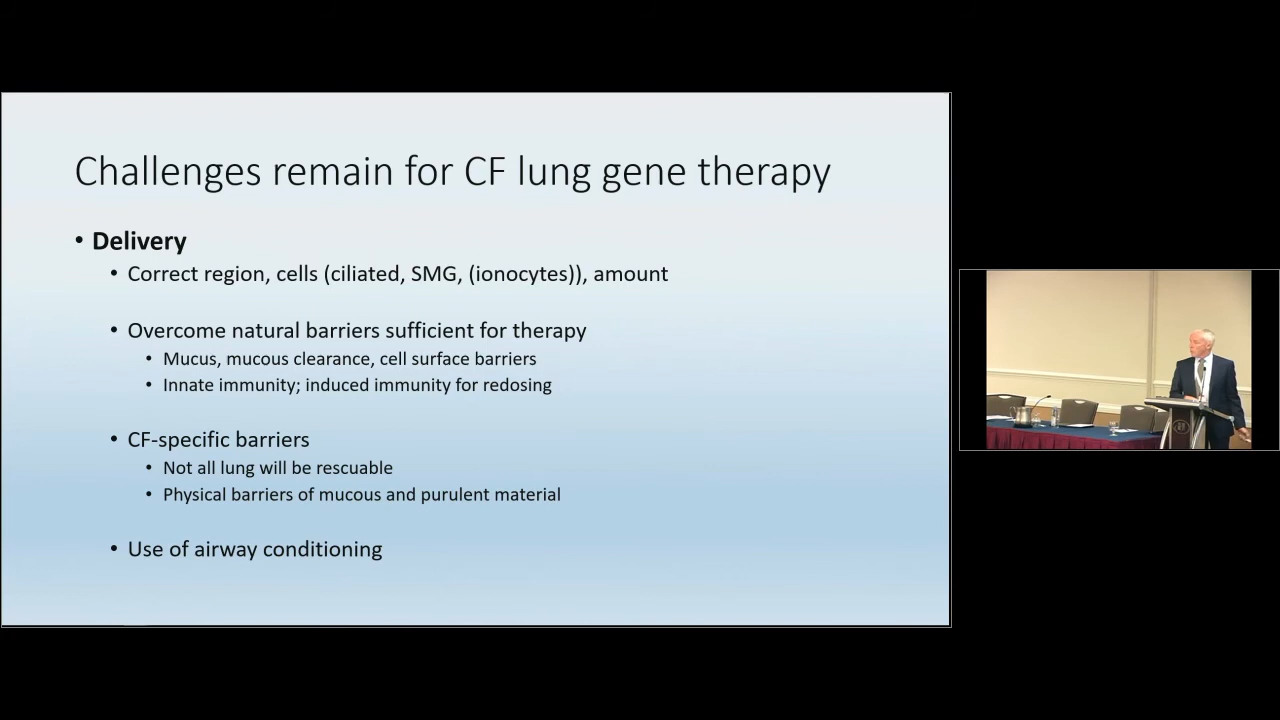 Challenges remain for CF lung gene therapy
• Delivery
• Correct region, cells (ciliated, SMG, (ionocytes)), amount
• Overcome natural barriers sufficient for therapy
• Mucus, mucous clearance, cell surface barriers
• Innate immunity; induced immunity for redosing
• CF-specific barriers
• Not all lung will be rescuable
• Physical barriers of mucous and purulent material
• Use of airway conditioning